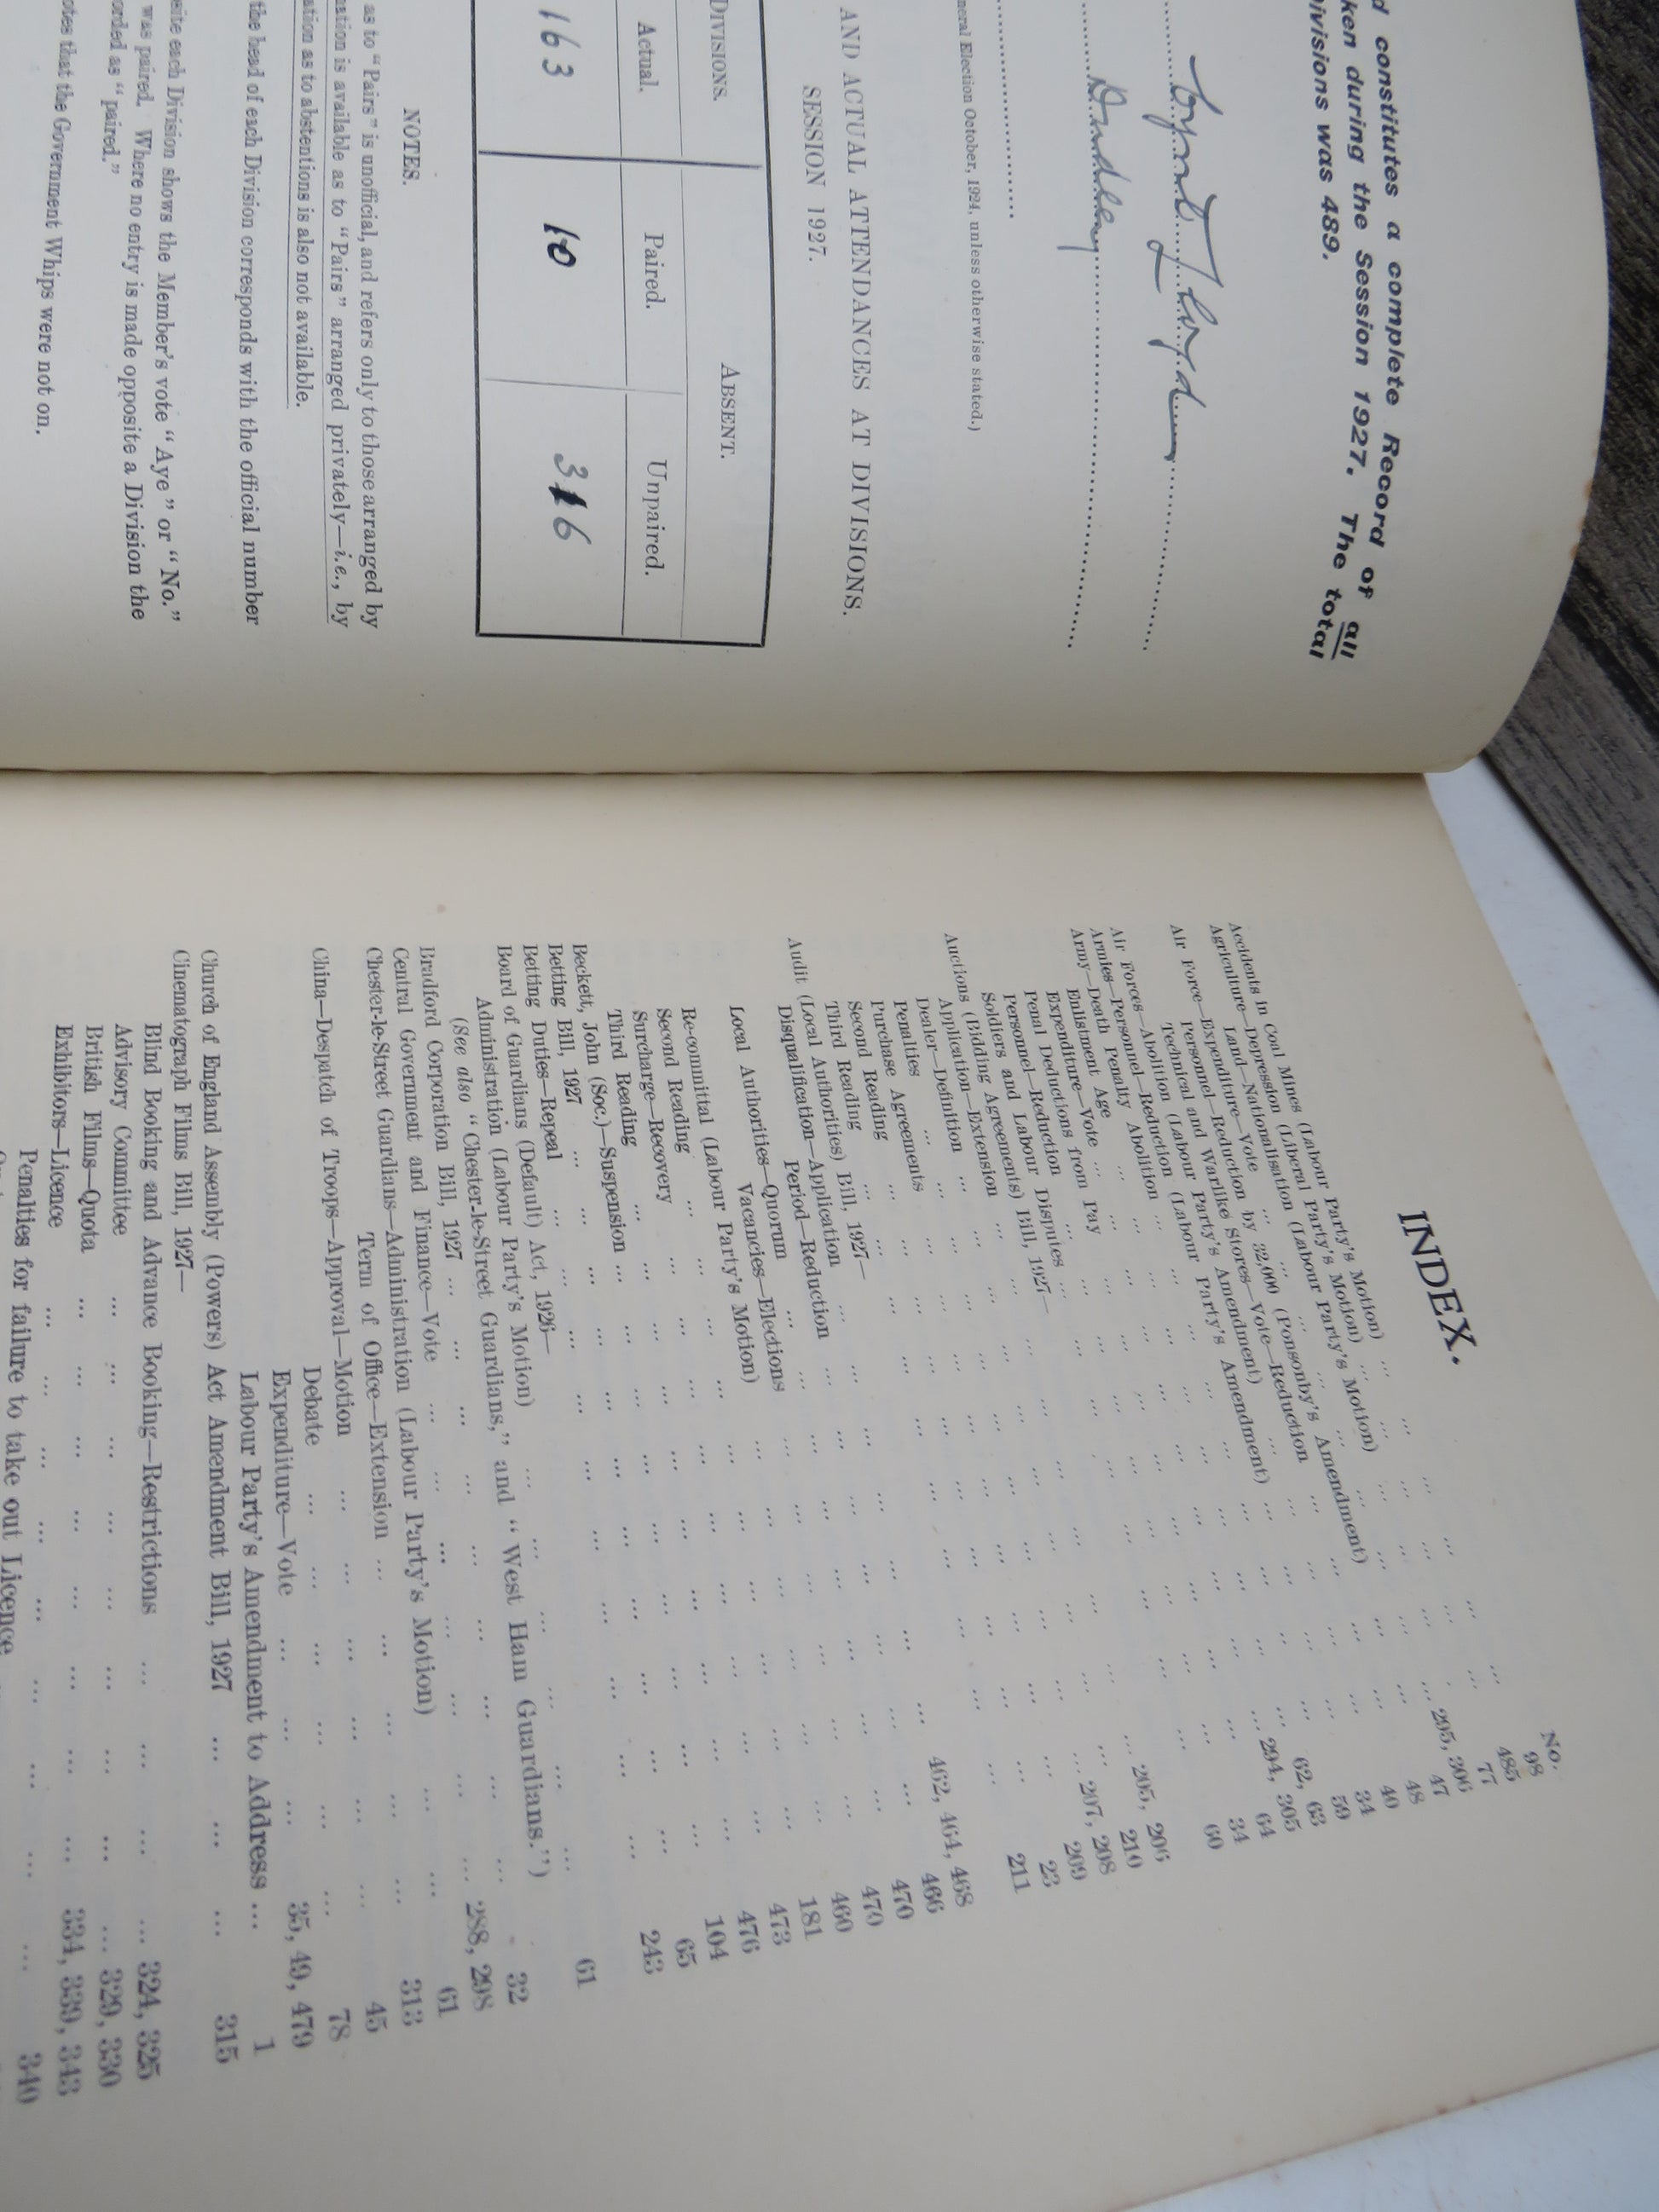 d constitutes a complete Record of all
ken during the Session 1927. The total
ivisions was 489.
Cynl Lloyd
Dudley
neral Election October, 1924, unless otherwise stated.)
AND ACTUAL ATTENDANCES AT DIVISIONS.
SESSION 1927.
DIVISIONS.
ABSENT.
Actual.
Paired.
Unpaired.
163
10
316
NOTES.
as to "Pairs" is unofficial, and refers only to those arranged by
nation is available as to "Pairs" arranged privately—i.e., by
ation as to abstentions is also not available.
the head of each Division corresponds with the official number
site each Division shows the Member's vote "Aye" or "No."
was paired. Where no entry is made opposite a Division the
orded as "paired."
otes that the Government Whips were not on.
INDEX.
No.
Accidents in Coal Mines (Labour Party's Motion) ... 98
Agriculture—Depression (Liberal Party's Motion) ... 485
Land—Nationalisation (Labour Party's Motion) ... 77
Air Force—Expenditure—Vote ... 295, 306
Personnel—Reduction by 32,000 (Ponsonby's Amendment) ... 47
Technical and Warlike Stores—Vote—Reduction ... 48
Air Forces—Abolition (Labour Party's Amendment) ... 40
Armies—Personnel—Reduction (Labour Party's Amendment) ... 34
Army—Death Penalty Abolition ... 59
Enlistment Age ... 62, 63
Expenditure—Vote ... 294, 305
Penal Deductions from Pay ... 64
Personnel—Reduction ... 34
Soldiers and Labour Disputes ... 60
Auctions (Bidding Agreements) Bill, 1927—
Application—Extension ... 205, 206
Dealer—Definition ... 210
Penalties ... 207, 208
Purchase Agreements ... 209
Second Reading ... 23
Third Reading ... 211
Audit (Local Authorities) Bill, 1927—
Disqualification—Application ... 462, 464, 468
Period—Reduction ... 466
Local Authorities—Quorum ... 470
Vacancies—Elections ... 470
Re-committal (Labour Party's Motion) ... 460
Second Reading ... 181
Surcharge—Recovery ... 473
Third Reading ... 476
Beckett, John (Soc.)—Suspension ... 104
Betting Bill, 1927 ... 65
Betting Duties—Repeal ... 243
Board of Guardians (Default) Act, 1926—
Administration (Labour Party's Motion) ... 61
(See also "Chester-le-Street Guardians," and "West Ham Guardians.")
Bradford Corporation Bill, 1927 ... 32
Central Government and Finance—Vote ... 288, 298
Chester-le-Street Guardians—Administration (Labour Party's Motion) ... 61
Term of Office—Extension ... 313
China—Despatch of Troops—Approval—Motion ... 45
Debate ... 78
Expenditure—Vote ... 35, 49, 479
Labour Party's Amendment to Address ... 1
Church of England Assembly (Powers) Act Amendment Bill, 1927 ... 315
Cinematograph Films Bill, 1927—
Blind Booking and Advance Booking—Restrictions ... 324, 325
Advisory Committee ... 329, 330
British Films—Quota ... 334, 339, 343
Exhibitors—Licence ... 340
Penalties for failure to take out Licence